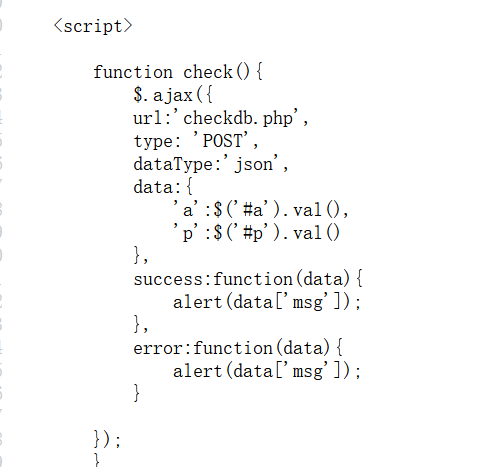 <script>
function check(){
$.ajax({
url:'checkdb.php',
type: 'POST',
dataType:'json',
data:{
'a':$('#a').val(),
'p':$('#p').val()
},
success:function(data){
alert(data['msg']);
},
error:function(data){
alert(data['msg']);
}
});
}